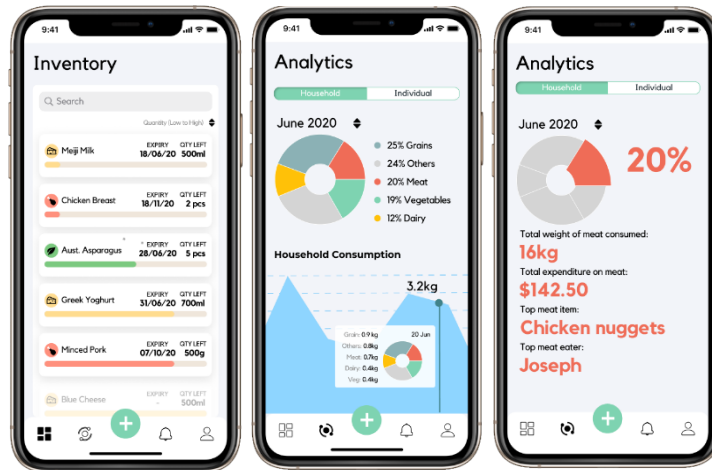 9:41
Inventory
Search
Quantity (Low to High)
Meiji Milk
EXPIRY
18/06/20
QTY LEFT
500ml
Chicken Breast
EXPIRY
18/11/20
QTY LEFT
2 pcs
Aust. Asparagus
EXPIRY
28/06/20
QTY LEFT
5 pcs
Greek Yoghurt
EXPIRY
31/06/20
QTY LEFT
700ml
Minced Pork
EXPIRY
07/10/20
QTY LEFT
500g
Blue Cheese
EXPIRY
-
QTY LEFT
500ml
+
9:41
Analytics
Household
Individual
June 2020
25% Grains
24% Others
20% Meat
19% Vegetables
12% Dairy
Household Consumption
3.2kg
20 Jun
Grain: 0.9 kg
Others: 0.8kg
Meat: 0.7kg
Dairy: 0.4kg
Veg: 0.4kg
+
9:41
Analytics
Household
Individual
June 2020
20%
Total weight of meat consumed:
16kg
Total expenditure on meat:
$142.50
Top meat item:
Chicken nuggets
Top meat eater:
Joseph
+